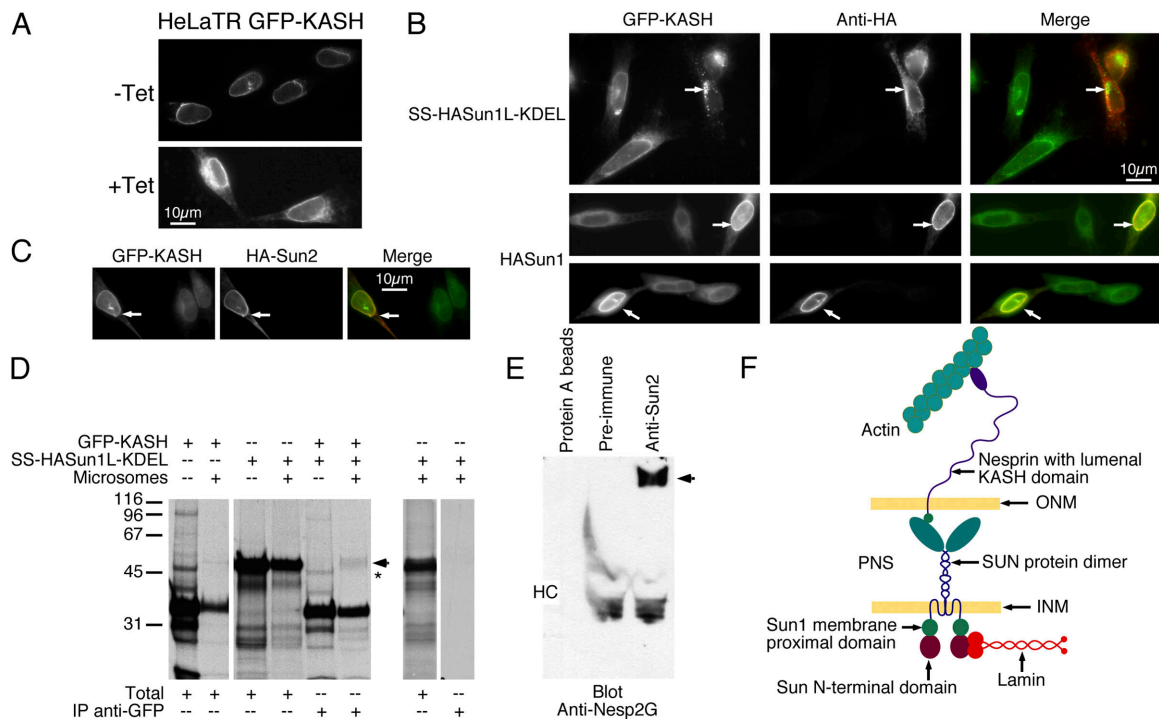 A
HeLaTR GFP-KASH
-Tet
+Tet
10µm
B
GFP-KASH
Anti-HA
Merge
SS-HASun1L-KDEL
10µm
HASun1
C
GFP-KASH
HA-Sun2
Merge
10µm
D
GFP-KASH + + -- -- + + -- --
SS-HASun1L-KDEL -- -- + + + + + +
Microsomes -- + -- + -- + + +
116
96
67
45
31
*
Total + + + + -- -- + --
IP anti-GFP -- -- -- -- + + -- +
E
Protein A beads
Pre-immune
Anti-Sun2
HC
Blot
Anti-Nesp2G
F
Actin
Nesprin with lumenal
KASH domain
ONM
PNS
SUN protein dimer
INM
Sun1 membrane
proximal domain
Sun N-terminal domain
Lamin